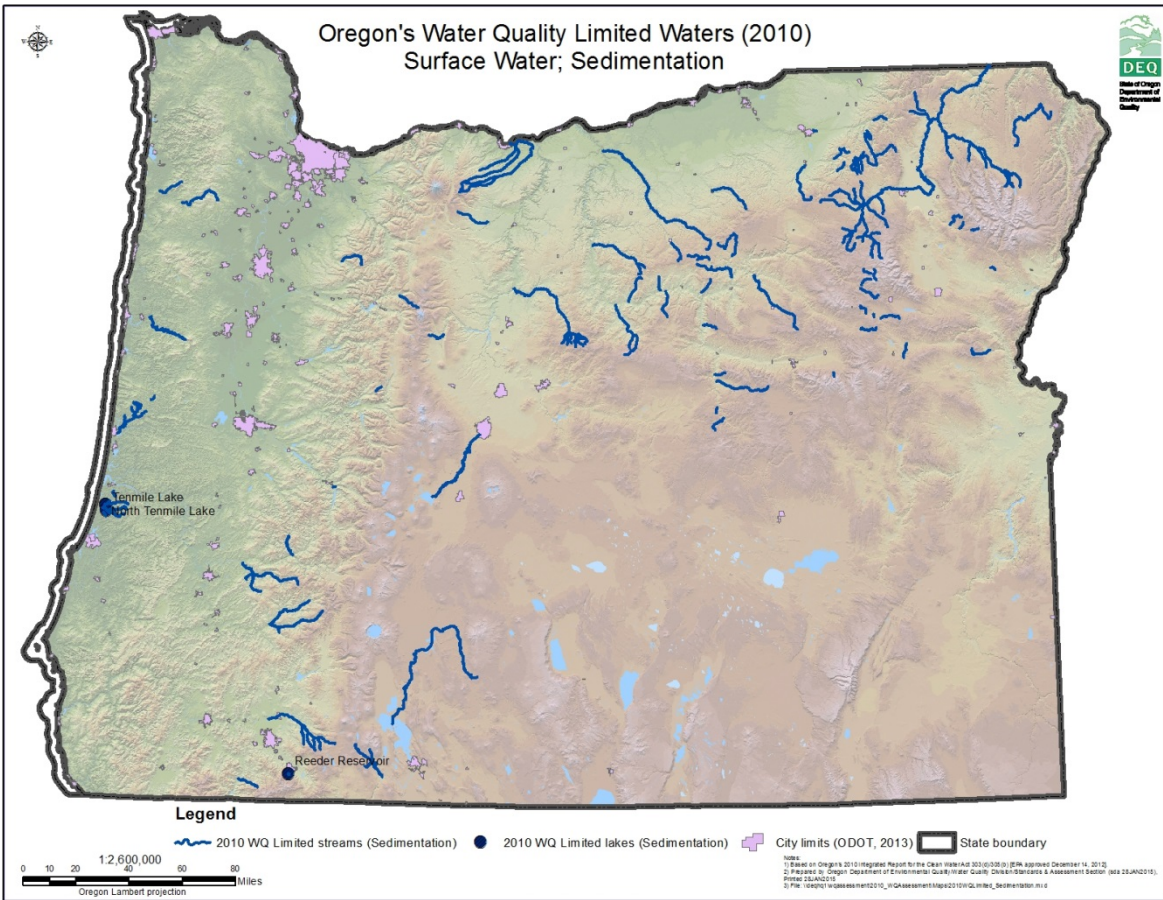 Oregon's Water Quality Limited Waters (2010)
Surface Water; Sedimentation
DEQ
State of Oregon
Department of
Environmental
Quality
Tenmile Lake
North Tenmile Lake
Reeder Reservoir
Legend
2010 WQ Limited streams (Sedimentation)
2010 WQ Limited lakes (Sedimentation)
City limits (ODOT, 2013)
State boundary
1:2,600,000
0 10 20 40 60 80
Miles
Oregon Lambert projection
Notes:
1) Based on Oregon's 2010 Integrated Report for the Clean Water Act 303(d)/305(b) [EPA approved December 14, 2012].
2) Prepared by Oregon Department of Environmental Quality/Water Quality Division/Standards & Assessment Section